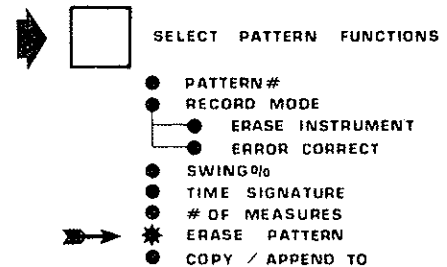 SELECT PATTERN FUNCTIONS
PATTERN#
RECORD MODE
ERASE INSTRUMENT
ERROR CORRECT
SWING%
TIME SIGNATURE
# OF MEASURES
ERASE PATTERN
COPY / APPEND TO